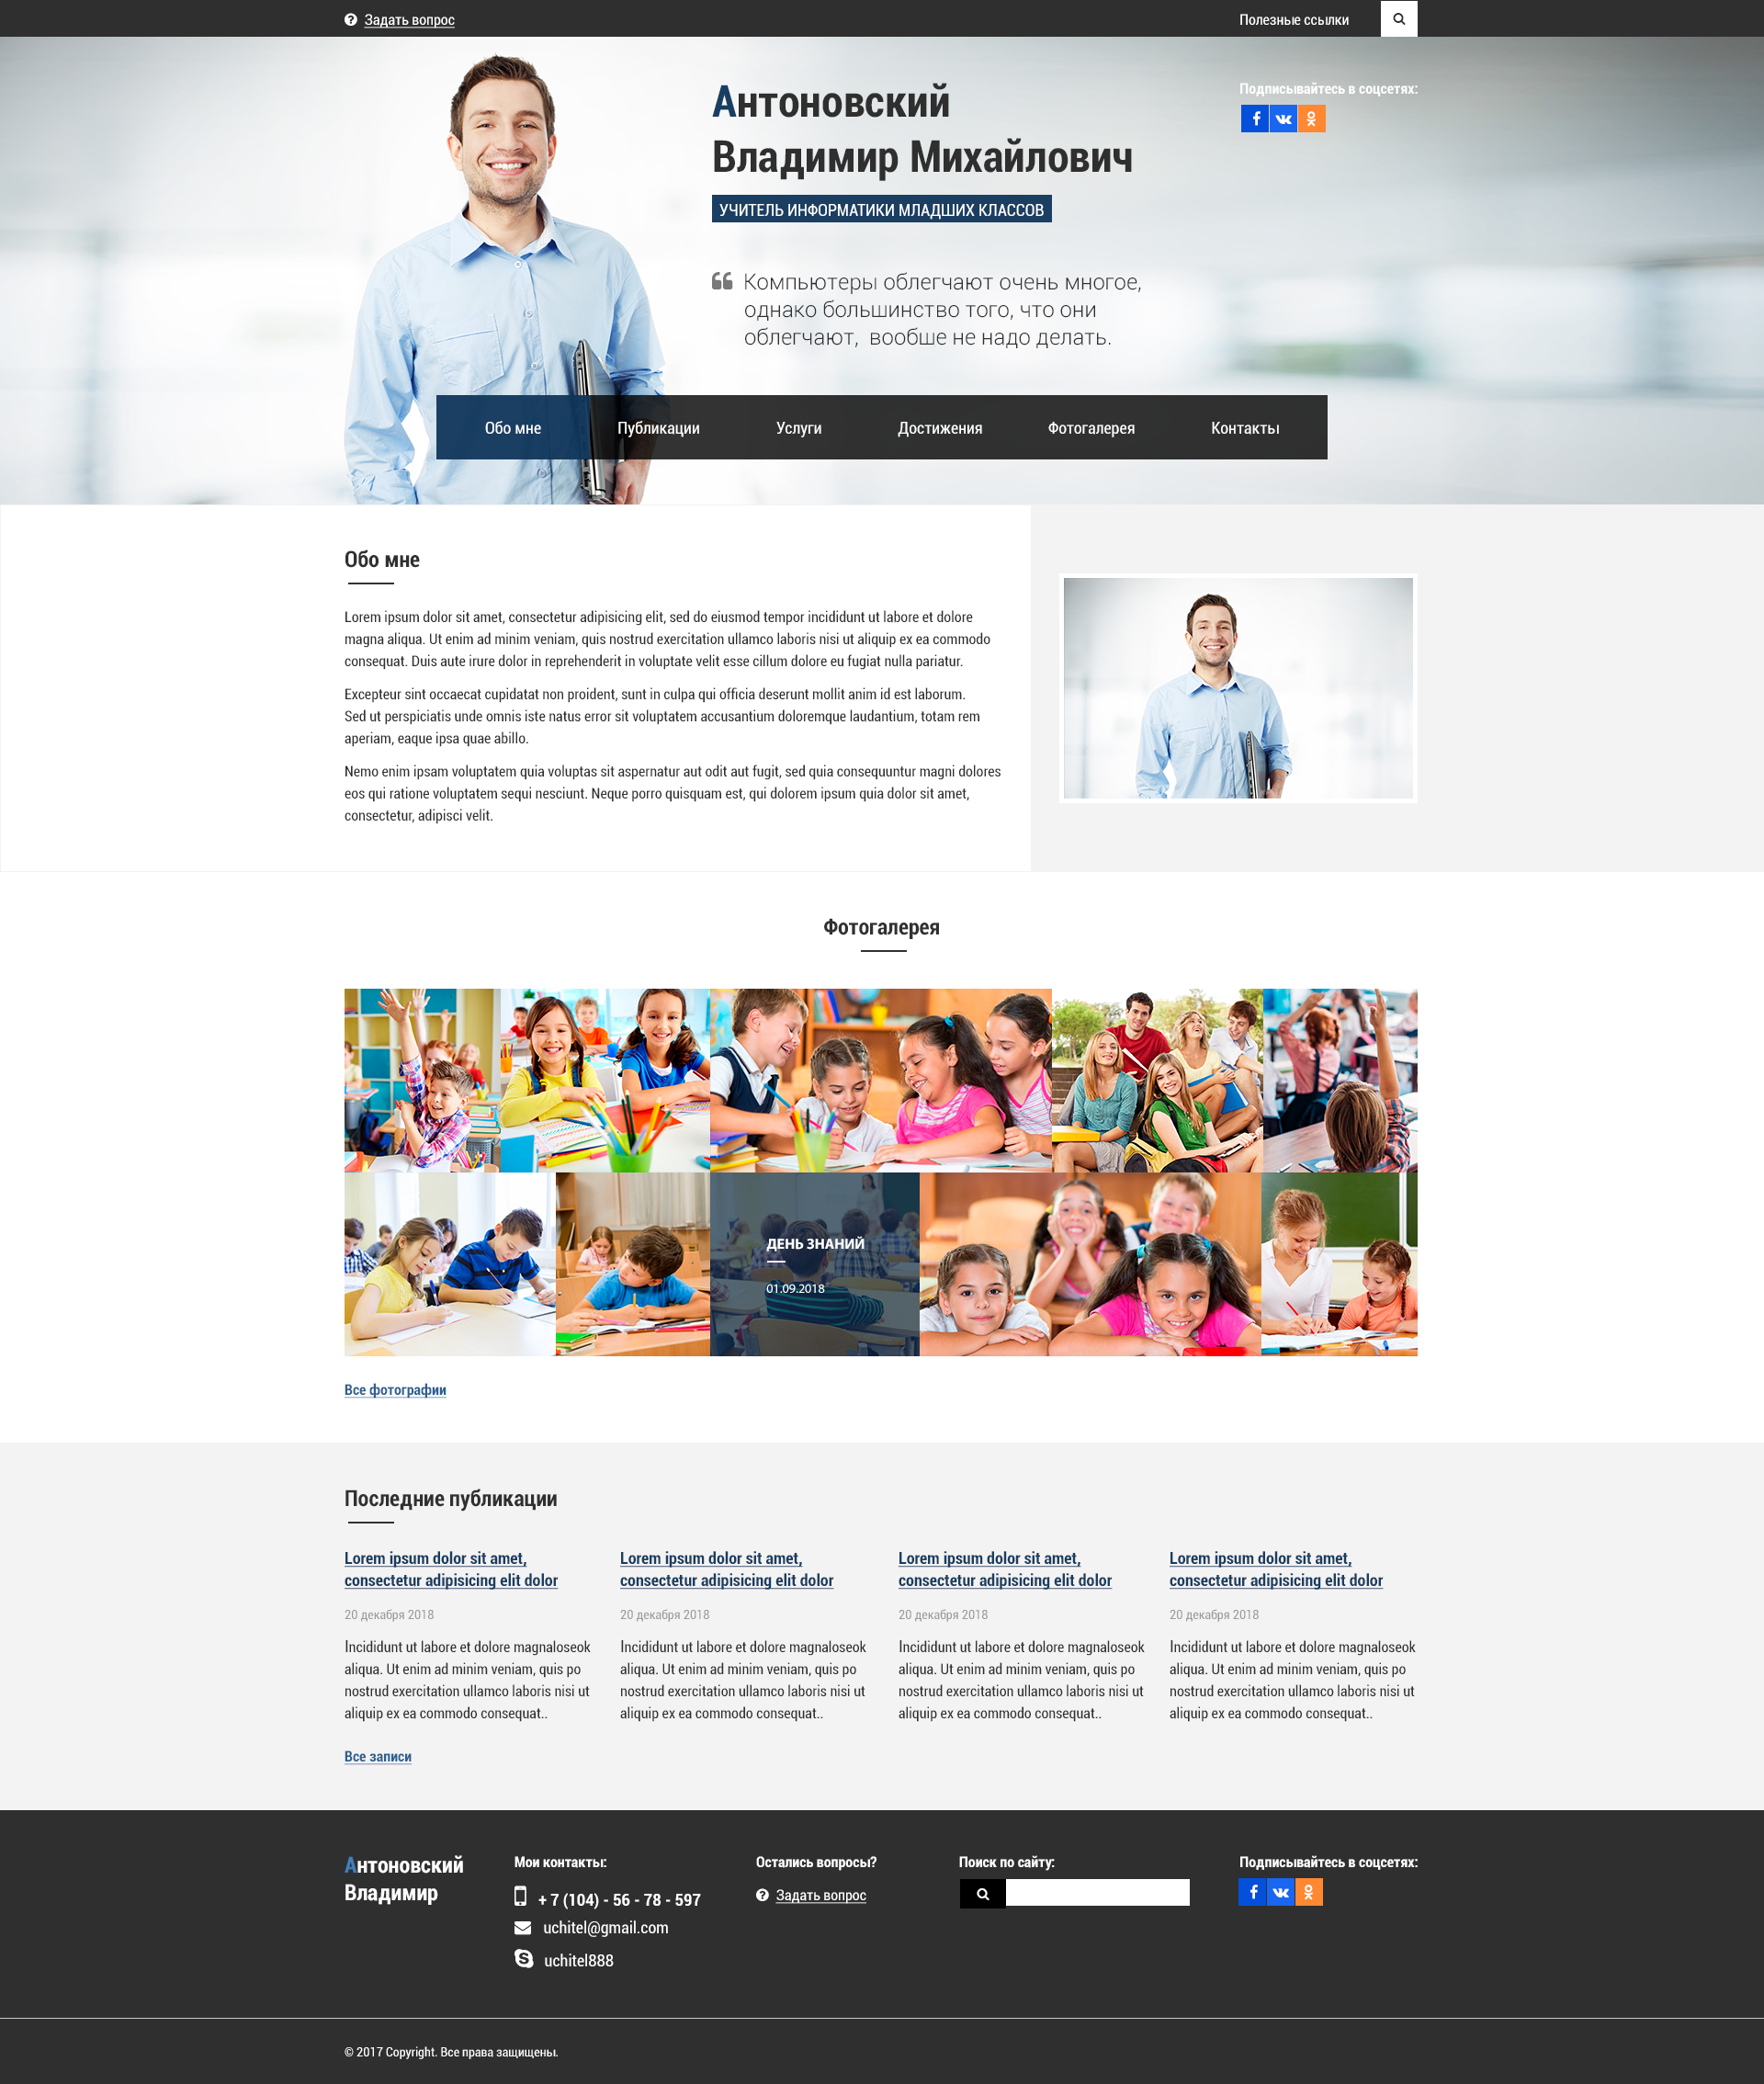 Задать вопрос
Полезные ссылки
Антоновский
Владимир Михайлович
УЧИТЕЛЬ ИНФОРМАТИКИ МЛАДШИХ КЛАССОВ
Подписывайтесь в соцсетях:
Компьютеры облегчают очень многое,
однако большинство того, что они
облегчают, вообще не надо делать.
Обо мне
Публикации
Услуги
Достижения
Фотогалерея
Контакты
Обо мне
Lorem ipsum dolor sit amet, consectetur adipisicing elit, sed do eiusmod tempor incididunt ut labore et dolore
magna aliqua. Ut enim ad minim veniam, quis nostrud exercitation ullamco laboris nisi ut aliquip ex ea commodo
consequat. Duis aute irure dolor in reprehenderit in voluptate velit esse cillum dolore eu fugiat nulla pariatur.
Excepteur sint occaecat cupidatat non proident, sunt in culpa qui officia deserunt mollit anim id est laborum.
Sed ut perspiciatis unde omnis iste natus error sit voluptatem accusantium doloremque laudantium, totam rem
aperiam, eaque ipsa quae abillo.
Nemo enim ipsam voluptatem quia voluptas sit aspernatur aut odit aut fugit, sed quia consequuntur magni dolores
eos qui ratione voluptatem sequi nesciunt. Neque porro quisquam est, qui dolorem ipsum quia dolor sit amet,
consectetur, adipisci velit.
Фотогалерея
ДЕНЬ ЗНАНИЙ
01.09.2018
Все фотографии
Последние публикации
Lorem ipsum dolor sit amet,
consectetur adipisicing elit dolor
20 декабря 2018
Incididunt ut labore et dolore magnaloseok
aliqua. Ut enim ad minim veniam, quis po
nostrud exercitation ullamco laboris nisi ut
aliquip ex ea commodo consequat..
Lorem ipsum dolor sit amet,
consectetur adipisicing elit dolor
20 декабря 2018
Incididunt ut labore et dolore magnaloseok
aliqua. Ut enim ad minim veniam, quis po
nostrud exercitation ullamco laboris nisi ut
aliquip ex ea commodo consequat..
Lorem ipsum dolor sit amet,
consectetur adipisicing elit dolor
20 декабря 2018
Incididunt ut labore et dolore magnaloseok
aliqua. Ut enim ad minim veniam, quis po
nostrud exercitation ullamco laboris nisi ut
aliquip ex ea commodo consequat..
Lorem ipsum dolor sit amet,
consectetur adipisicing elit dolor
20 декабря 2018
Incididunt ut labore et dolore magnaloseok
aliqua. Ut enim ad minim veniam, quis po
nostrud exercitation ullamco laboris nisi ut
aliquip ex ea commodo consequat..
Все записи
Антоновский
Владимир
Мои контакты:
+ 7 (104) - 56 - 78 - 597
uchitel@gmail.com
uchitel888
Остались вопросы?
Задать вопрос
Поиск по сайту:
Подписывайтесь в соцсетях:
© 2017 Copyright. Все права защищены.